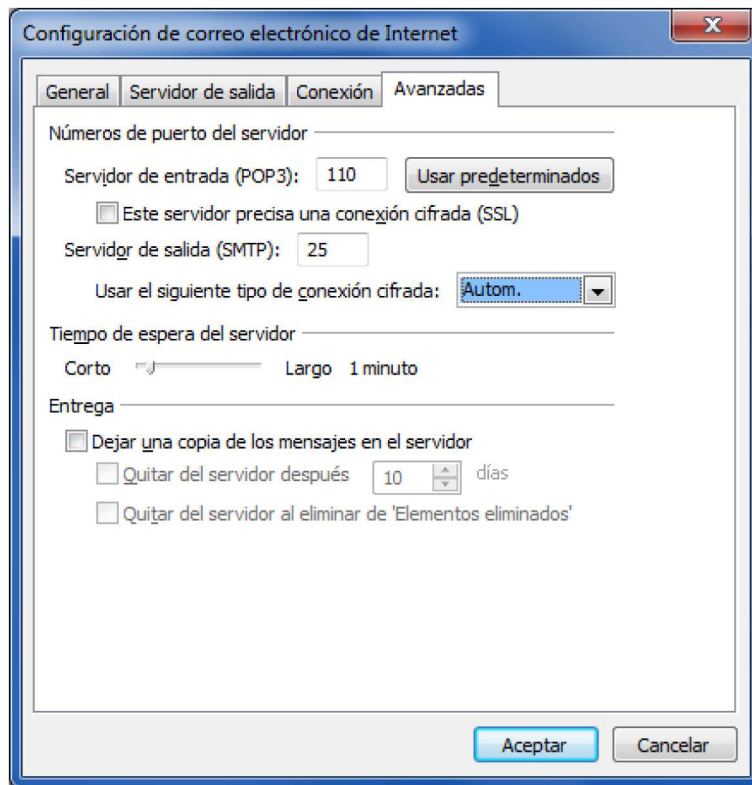 Configuración de correo electrónico de Internet
General Servidor de salida Conexión Avanzadas
Números de puerto del servidor
Servidor de entrada (POP3): 110 Usar predeterminados
Este servidor precisa una conexión cifrada (SSL)
Servidor de salida (SMTP): 25
Usar el siguiente tipo de conexión cifrada: Autom.
Tiempo de espera del servidor
Corto Largo 1 minuto
Entrega
Dejar una copia de los mensajes en el servidor
Quitar del servidor después 10 días
Quitar del servidor al eliminar de 'Elementos eliminados'
Aceptar Cancelar